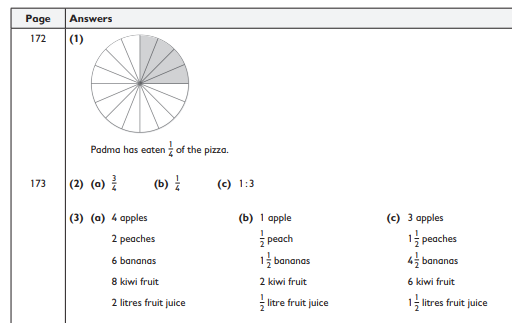 Page Answers
172 (1)
Padma has eaten 1/4 of the pizza.
173 (2) (a) 3/4 (b) 1/4 (c) 1:3
(3) (a) 4 apples (b) 1 apple (c) 3 apples
2 peaches 1/2 peach 1 1/2 peaches
6 bananas 1 1/2 bananas 4 1/2 bananas
8 kiwi fruit 2 kiwi fruit 6 kiwi fruit
2 litres fruit juice 1/2 litre fruit juice 1 1/2 litres fruit juice